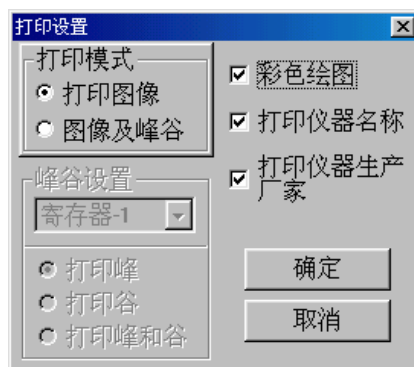 打印设置
打印模式
打印图像
图像及峰谷
峰谷设置
寄存器-1
打印峰
打印谷
打印峰和谷
彩色绘图
打印仪器名称
打印仪器生产
厂家
确定
取消